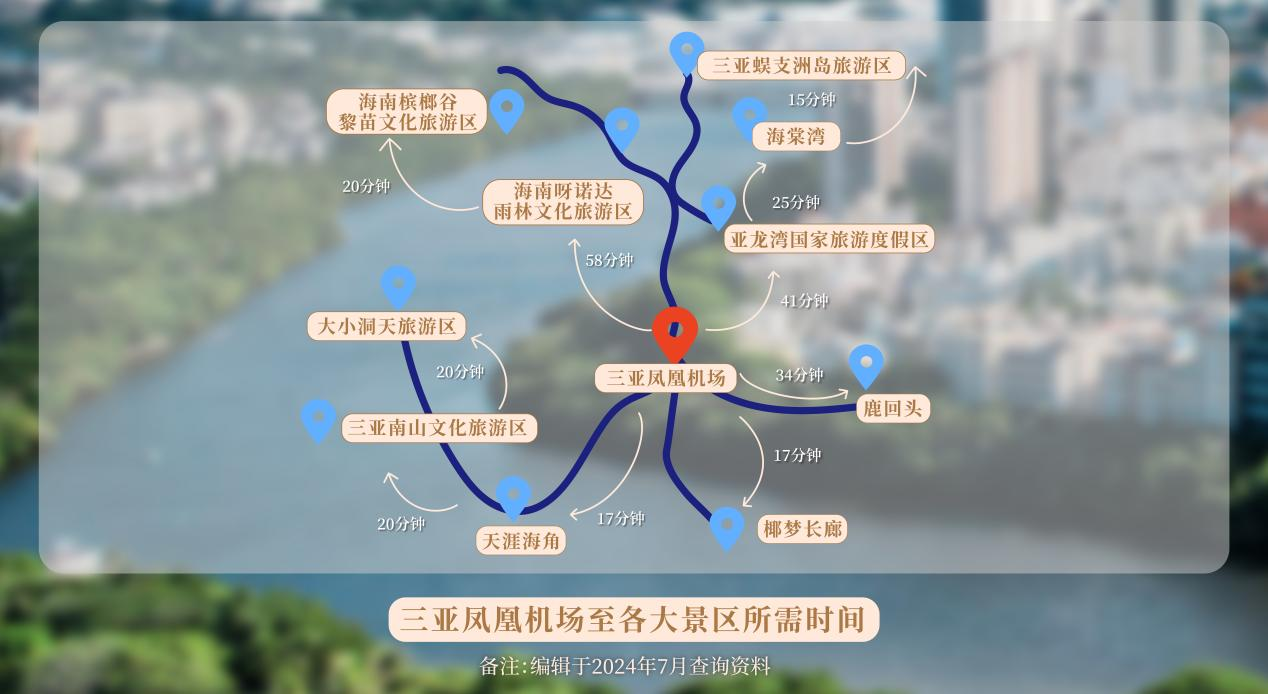 三亚蜈支洲岛旅游区
15分钟
海南槟榔谷
黎苗文化旅游区
海棠湾
20分钟
海南呀诺达
雨林文化旅游区
25分钟
亚龙湾国家旅游度假区
58分钟
41分钟
大小洞天旅游区
20分钟
三亚凤凰机场
34分钟
鹿回头
三亚南山文化旅游区
17分钟
20分钟
17分钟
天涯海角
椰梦长廊
三亚凤凰机场至各大景区所需时间
备注:编辑于2024年7月查询资料